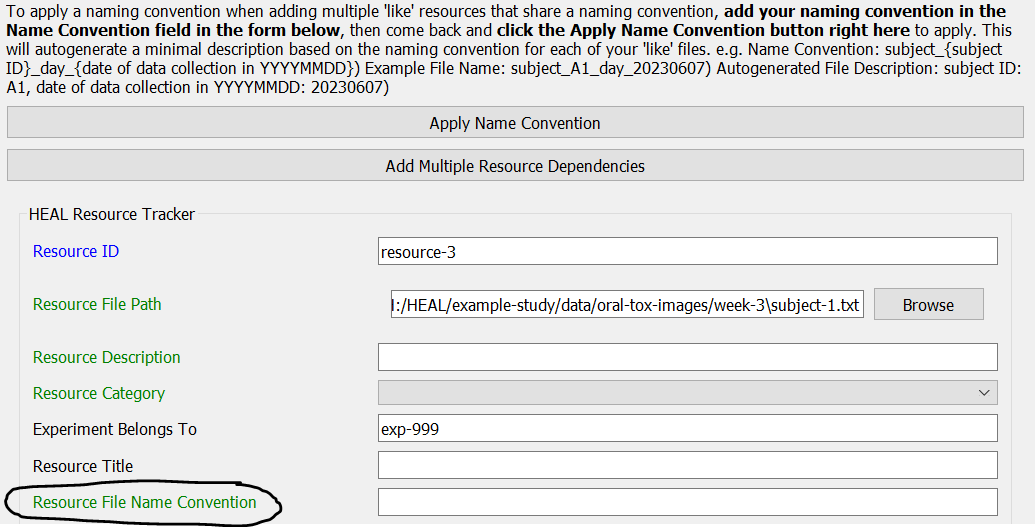 To apply a naming convention when adding multiple 'like' resources that share a naming convention, add your naming convention in the
Name Convention field in the form below, then come back and click the Apply Name Convention button right here to apply. This
will autogenerate a minimal description based on the naming convention for each of your 'like' files. e.g. Name Convention: subject_{subject
ID}_day_{date of data collection in YYYYMMDD}) Example File Name: subject_A1_day_20230607) Autogenerated File Description: subject ID:
A1, date of data collection in YYYYMMDD: 20230607)
Apply Name Convention
Add Multiple Resource Dependencies
HEAL Resource Tracker
Resource ID resource-3
Resource File Path I:/HEAL/example-study/data/oral-tox-images/week-3\subject-1.txt Browse
Resource Description
Resource Category
Experiment Belongs To exp-999
Resource Title
Resource File Name Convention